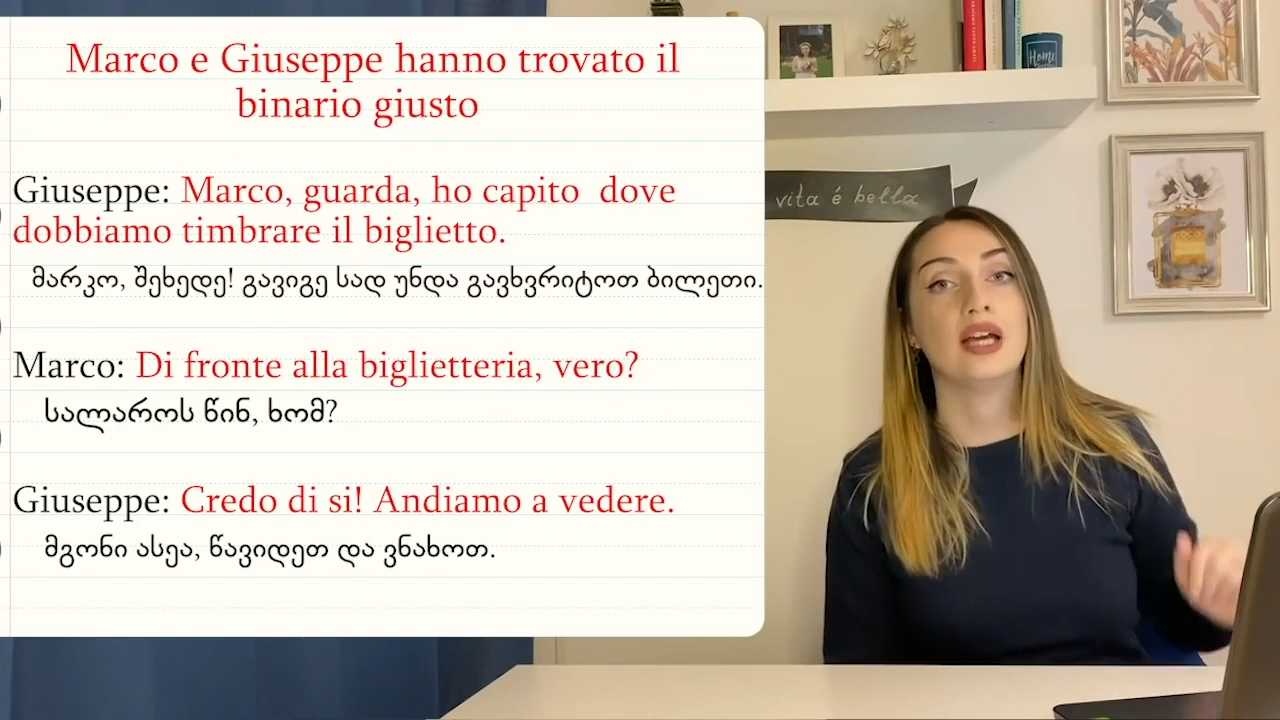 Marco e Giuseppe hanno trovato il
binario giusto
Giuseppe: Marco, guarda, ho capito dove
dobbiamo timbrare il biglietto.
მარკო, შეხედე! გავიგე სად უნდა გავხვრიტოთ ბილეთი.
Marco: Di fronte alla biglietteria, vero?
სალაროს წინ, ხომ?
Giuseppe: Credo di si! Andiamo a vedere.
მგონი ასეა, წავიდეთ და ვნახოთ.
vita é bella
Home
COCO